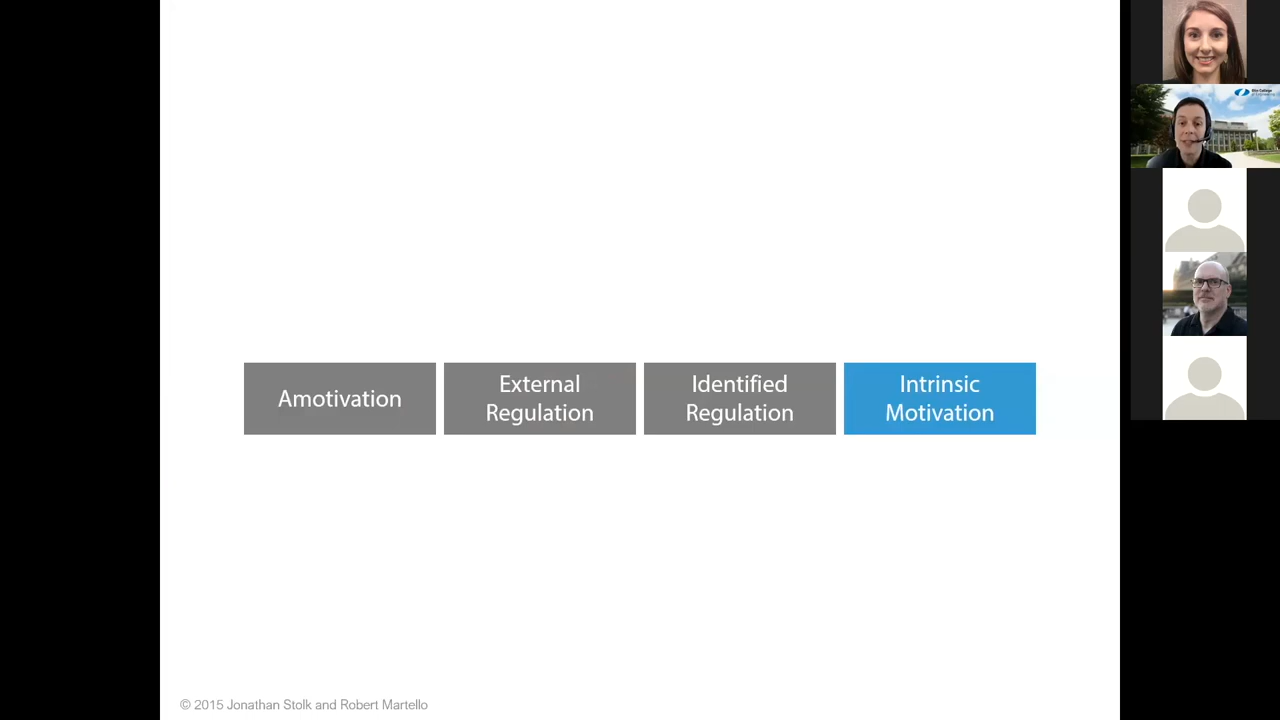 Amotivation
External
Regulation
Identified
Regulation
Intrinsic
Motivation
© 2015 Jonathan Stolk and Robert Martello